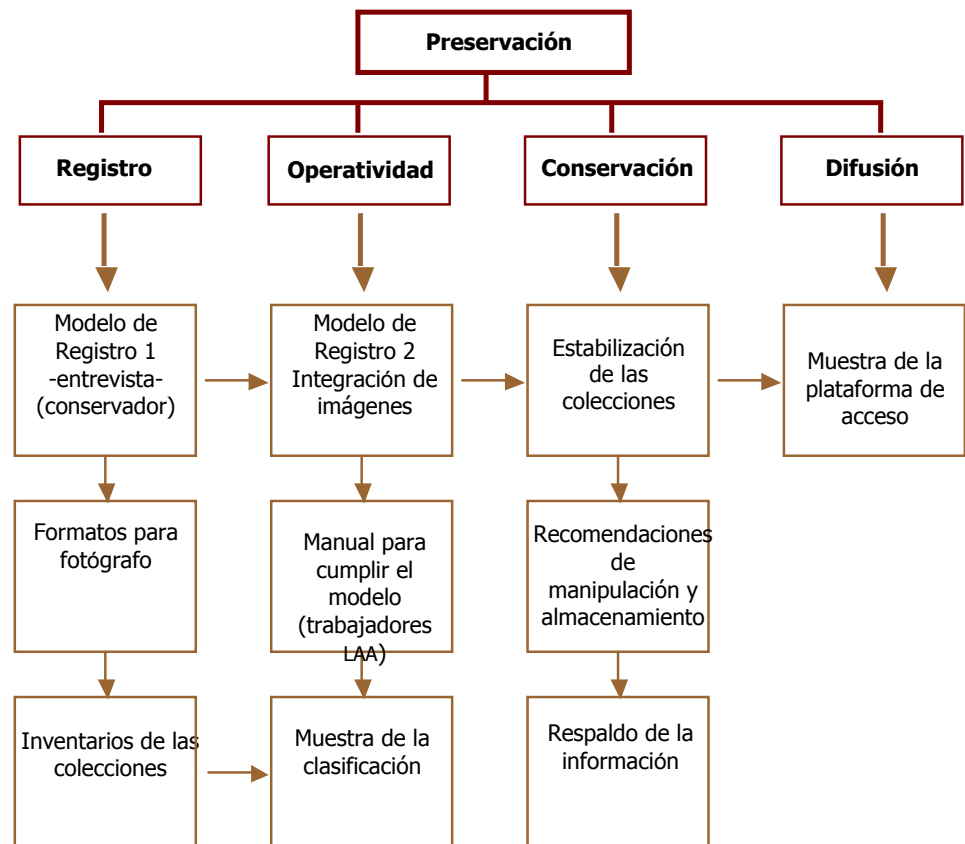 Preservación
Registro
Operatividad
Conservación
Difusión
Modelo de
Registro 1
-entrevista-
(conservador)
Modelo de
Registro 2
Integración de
imágenes
Estabilización
de las
colecciones
Muestra de la
plataforma de
acceso
Formatos para
fotógrafo
Manual para
cumplir el
modelo
(trabajadores
LAA)
Recomendaciones
de
manipulación y
almacenamiento
Inventarios de las
colecciones
Muestra de la
clasificación
Respaldo de la
información